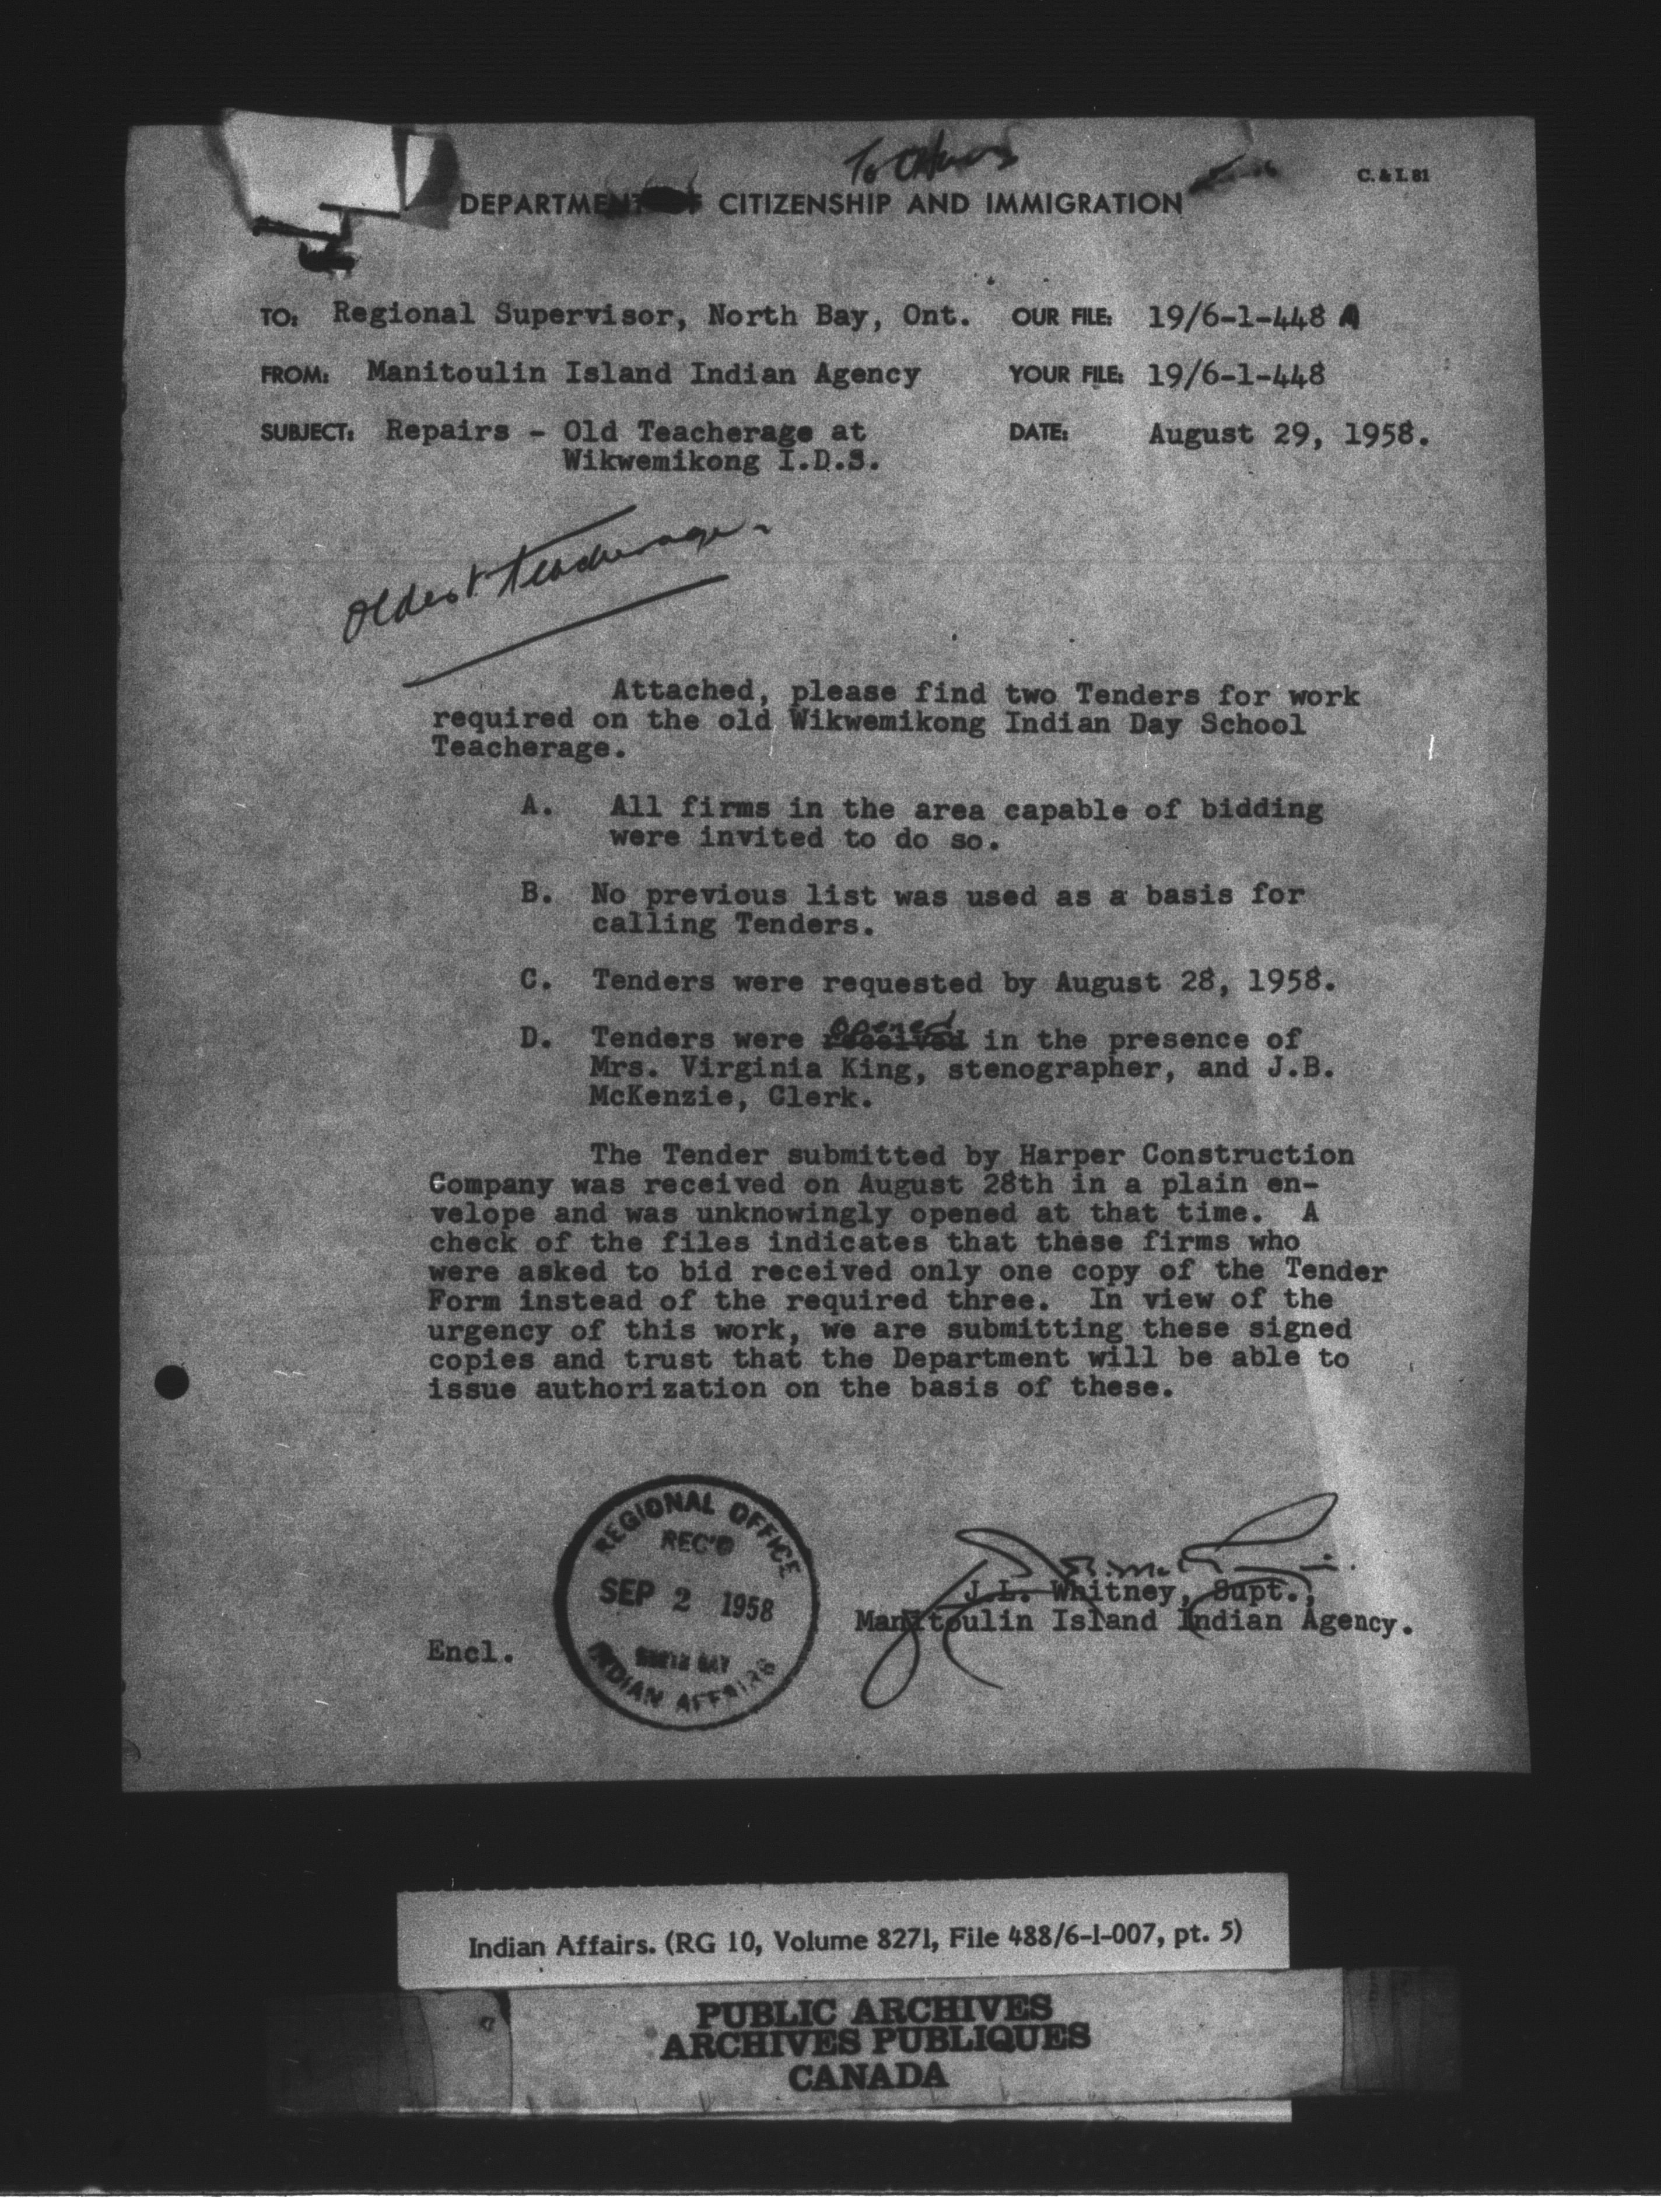 To
C. & I. 81
DEPARTMENT OF CITIZENSHIP AND IMMIGRATION
TO: Regional Supervisor, North Bay, Ont. OUR FILE: 19/6-1-448 A
FROM: Manitoulin Island Indian Agency YOUR FILE: 19/6-1-448
SUBJECT: Repairs - Old Teacherage at DATE: August 29, 1958.
Wikwemikong I.D.S.
Oldest Teacherage -
Attached, please find two Tenders for work
required on the old Wikwemikong Indian Day School
Teacherage.
A. All firms in the area capable of bidding
were invited to do so.
B. No previous list was used as a basis for
calling Tenders.
C. Tenders were requested by August 28, 1958.
opened
D. Tenders were received in the presence of
Mrs. Virginia King, stenographer, and J.B.
McKenzie, Clerk.
The Tender submitted by Harper Construction
Company was received on August 28th in a plain en-
velope and was unknowingly opened at that time. A
check of the files indicates that these firms who
were asked to bid received only one copy of the Tender
Form instead of the required three. In view of the
urgency of this work, we are submitting these signed
copies and trust that the Department will be able to
issue authorization on the basis of these.
REGIONAL OFFICE
REC'D
SEP 2 1958
NORTH BAY
INDIAN AFFAIRS
J.L. Whitney, Supt.,
Manitoulin Island Indian Agency.
Encl.
Indian Affairs. (RG 10, Volume 8271, File 488/6-1-007, pt. 5)
PUBLIC ARCHIVES
ARCHIVES PUBLIQUES
CANADA